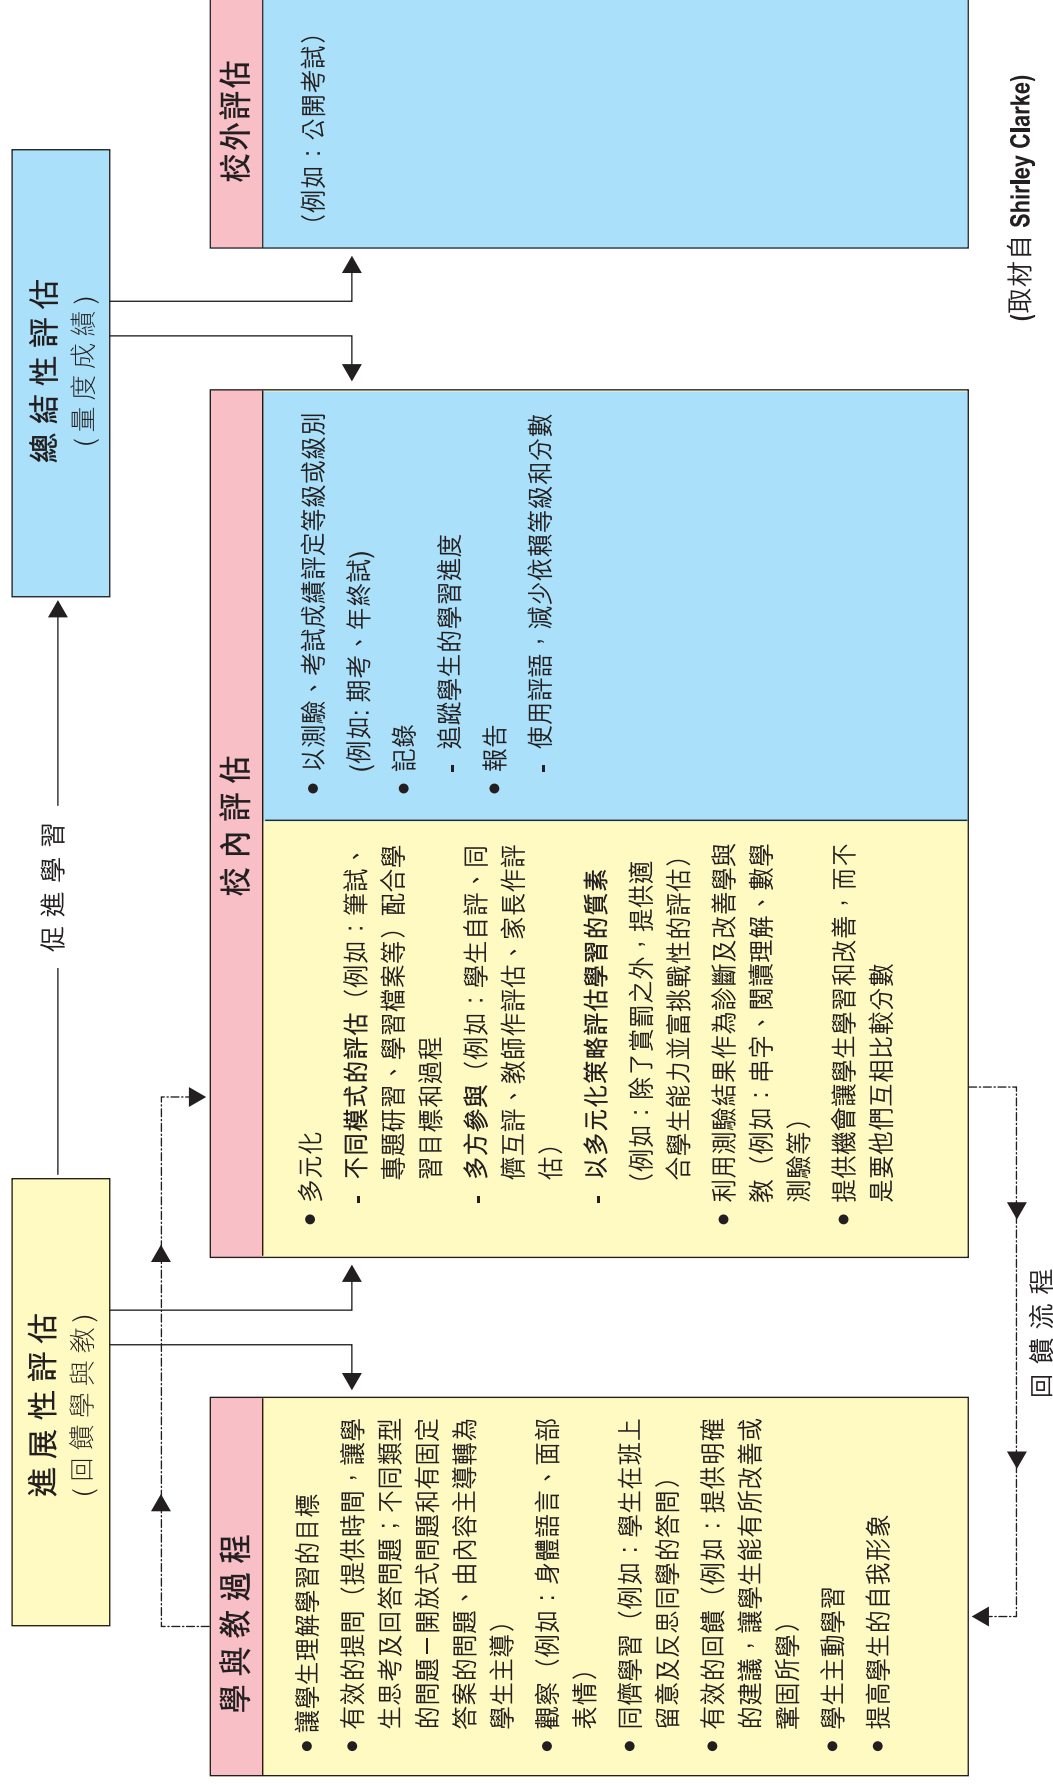 進展性評估
(回饋學與教)
促進學習
總結性評估
(量度成績)
學與教過程
● 讓學生理解學習的目標
● 有效的提問（提供時間，讓學
生思考及回答問題；不同類型
的問題－開放式問題和有固定
答案的問題、由內容主導轉為
學生主導）
● 觀察（例如：身體語言、面部
表情）
● 同儕學習（例如：學生在班上
留意及反思同學的答問）
● 有效的回饋（例如：提供明確
的建議，讓學生能有所改善或
鞏固所學）
● 學生主動學習
● 提高學生的自我形象
校內評估
● 多元化
- 不同模式的評估（例如：筆試、
專題研習、學習檔案等）配合學
習目標和過程
- 多方參與（例如：學生自評、同
儕互評、教師作評估、家長作評
估）
- 以多元化策略評估學習的質素
（例如：除了賞罰之外，提供適
合學生能力並富挑戰性的評估）
● 利用測驗結果作為診斷及改善學與
教（例如：串字、閱讀理解、數學
測驗等）
● 提供機會讓學生學習和改善，而不
是要他們互相比較分數
● 以測驗、考試成績評定等級或級別
(例如: 期考、年終試)
● 記錄
- 追蹤學生的學習進度
● 報告
- 使用評語，減少依賴等級和分數
校外評估
（例如：公開考試）
回饋流程
(取材自 Shirley Clarke)